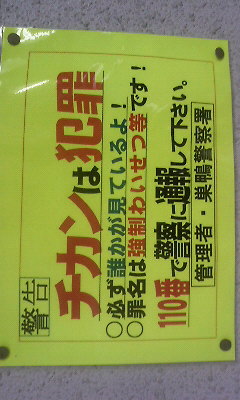 警告
チカンは犯罪
○必ず誰かが見ているよ！
○罪名は強制わいせつ等です！
110番で警察に通報して下さい。
管理者・巣鴨警察署